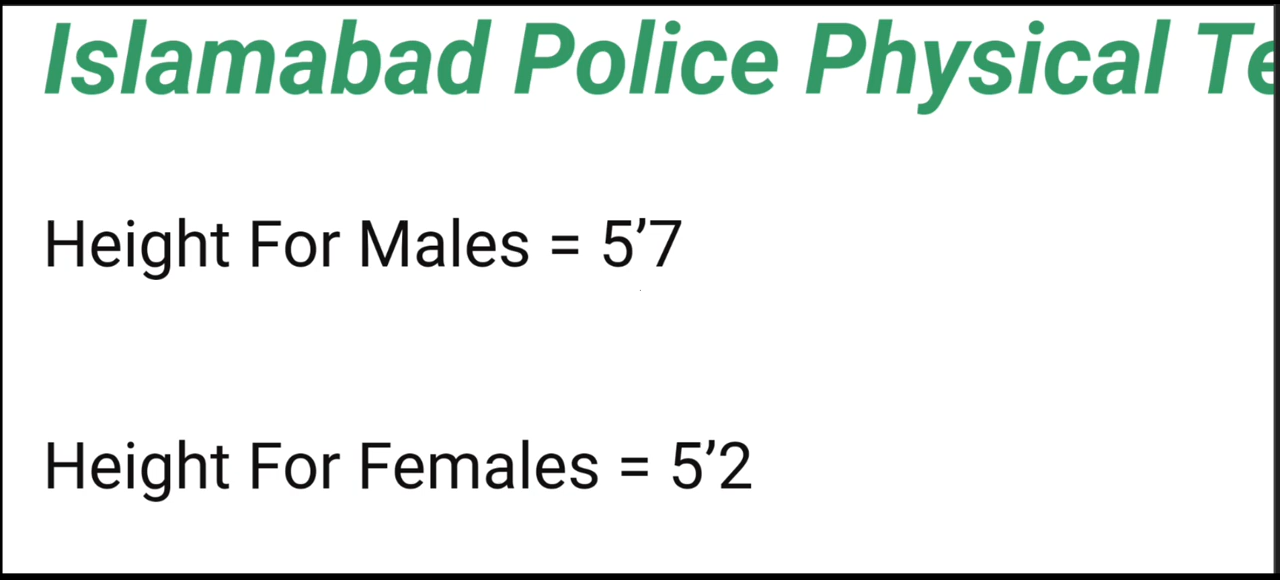 Islamabad Police Physical Te
Height For Males = 5’7
Height For Females = 5’2